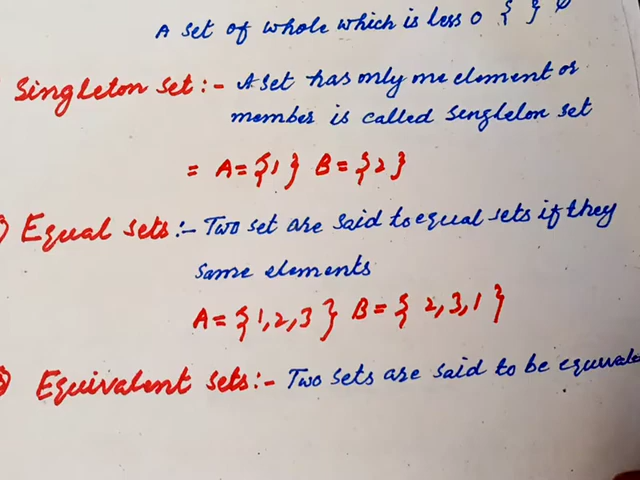 A set of whole which is less 0 { } φ
Singleton set:- A set has only one element or
member is called Singleton set
= A={1} B={2}
Equal sets:- Two set are said to equal sets if they
same elements
A={1,2,3} B={2,3,1}
Equivalent sets:- Two sets are said to be equivale